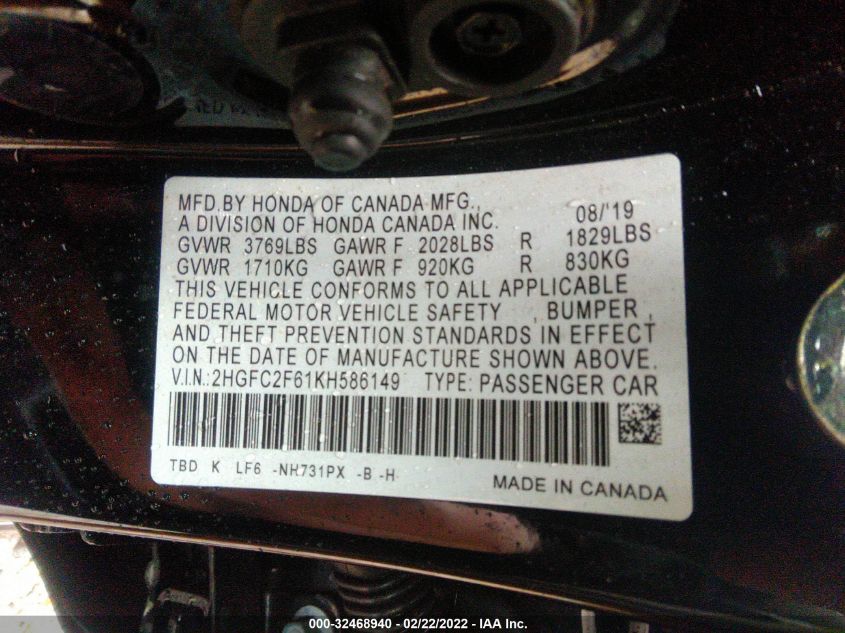 MFD.BY HONDA OF CANADA MFG.,
A DIVISION OF HONDA CANADA INC. 08/'19
GVWR 3769LBS GAWR F 2028LBS R 1829LBS
GVWR 1710KG GAWR F 920KG R 830KG
THIS VEHICLE CONFORMS TO ALL APPLICABLE
FEDERAL MOTOR VEHICLE SAFETY , BUMPER ,
AND THEFT PREVENTION STANDARDS IN EFFECT
ON THE DATE OF MANUFACTURE SHOWN ABOVE.
V.I.N.:2HGFC2F61KH586149 TYPE: PASSENGER CAR
TBD K LF6 -NH731PX -B -H
MADE IN CANADA
000-32468940 - 02/22/2022 - IAA Inc.